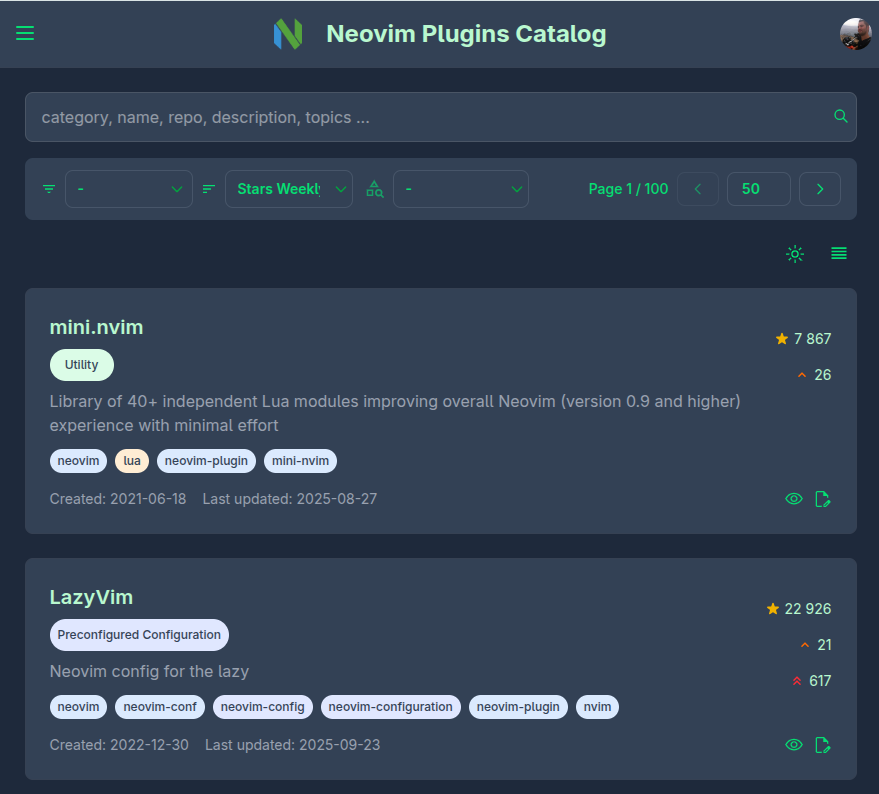 Neovim Plugins Catalog
category, name, repo, description, topics ...
- Stars Weekl - Page 1 / 100 50
mini.nvim
7 867
Utility
26
Library of 40+ independent Lua modules improving overall Neovim (version 0.9 and higher)
experience with minimal effort
neovim lua neovim-plugin mini-nvim
Created: 2021-06-18 Last updated: 2025-08-27
LazyVim
22 926
Preconfigured Configuration
21
Neovim config for the lazy
617
neovim neovim-conf neovim-config neovim-configuration neovim-plugin nvim
Created: 2022-12-30 Last updated: 2025-09-23